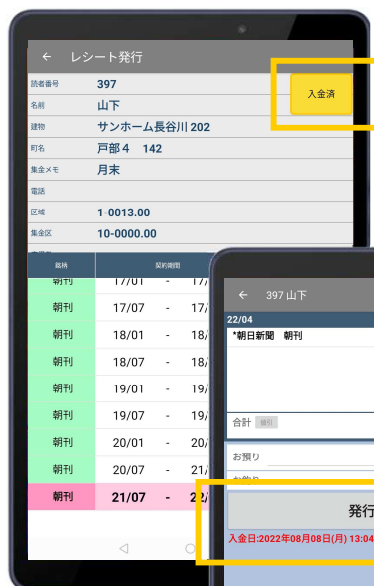 ← レシート発行
読者番号 397
入金済
名前 山下
建物 サンホーム長谷川 202
町名 戸部4 142
集金メモ 月末
電話
区域 1-0013.00
集金区 10-0000.00
銘柄 契約期間
朝刊 17/01 - 17/
朝刊 17/07 - 17/
朝刊 18/01 - 18/
朝刊 18/07 - 18/
朝刊 19/01 - 19/
朝刊 19/07 - 19/
朝刊 20/01 - 20/
朝刊 20/07 - 21/
朝刊 21/07 - 22/
← 397 山下
22/04
*朝日新聞 朝刊
合計 値引
お預り
発行
入金日:2022年08月08日(月) 13:04